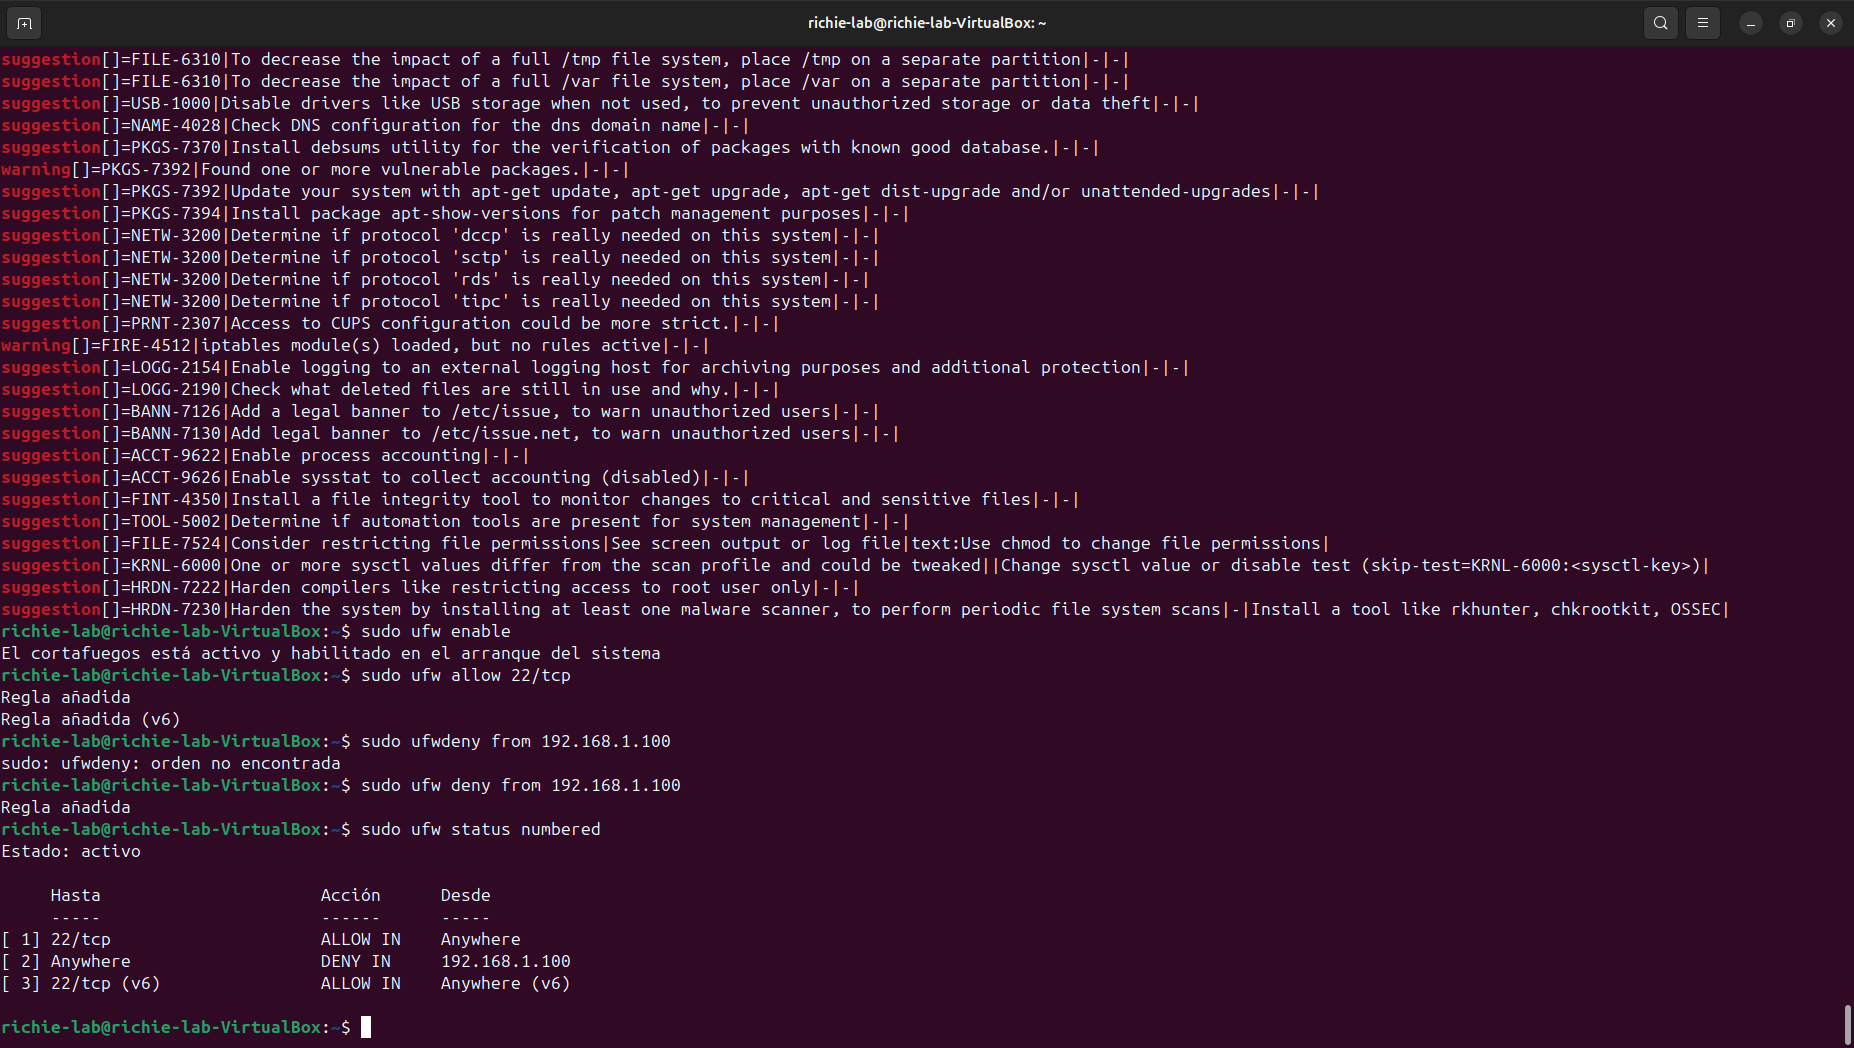 richie-lab@richie-lab-VirtualBox: ~
suggestion[]=FILE-6310|To decrease the impact of a full /tmp file system, place /tmp on a separate partition|-|-|
suggestion[]=FILE-6310|To decrease the impact of a full /var file system, place /var on a separate partition|-|-|
suggestion[]=USB-1000|Disable drivers like USB storage when not used, to prevent unauthorized storage or data theft|-|-|
suggestion[]=NAME-4028|Check DNS configuration for the dns domain name|-|-|
suggestion[]=PKGS-7370|Install debsums utility for the verification of packages with known good database.|-|-|
warning[]=PKGS-7392|Found one or more vulnerable packages.|-|-|
suggestion[]=PKGS-7392|Update your system with apt-get update, apt-get upgrade, apt-get dist-upgrade and/or unattended-upgrades|-|-|
suggestion[]=PKGS-7394|Install package apt-show-versions for patch management purposes|-|-|
suggestion[]=NETW-3200|Determine if protocol 'dccp' is really needed on this system|-|-|
suggestion[]=NETW-3200|Determine if protocol 'sctp' is really needed on this system|-|-|
suggestion[]=NETW-3200|Determine if protocol 'rds' is really needed on this system|-|-|
suggestion[]=NETW-3200|Determine if protocol 'tipc' is really needed on this system|-|-|
suggestion[]=PRNT-2307|Access to CUPS configuration could be more strict.|-|-|
warning[]=FIRE-4512|iptables module(s) loaded, but no rules active|-|-|
suggestion[]=LOGG-2154|Enable logging to an external logging host for archiving purposes and additional protection|-|-|
suggestion[]=LOGG-2190|Check what deleted files are still in use and why.|-|-|
suggestion[]=BANN-7126|Add a legal banner to /etc/issue, to warn unauthorized users|-|-|
suggestion[]=BANN-7130|Add legal banner to /etc/issue.net, to warn unauthorized users|-|-|
suggestion[]=ACCT-9622|Enable process accounting|-|-|
suggestion[]=ACCT-9626|Enable sysstat to collect accounting (disabled)|-|-|
suggestion[]=FINT-4350|Install a file integrity tool to monitor changes to critical and sensitive files|-|-|
suggestion[]=TOOL-5002|Determine if automation tools are present for system management|-|-|
suggestion[]=FILE-7524|Consider restricting file permissions|See screen output or log file|text:Use chmod to change file permissions|
suggestion[]=KRNL-6000|One or more sysctl values differ from the scan profile and could be tweaked||Change sysctl value or disable test (skip-test=KRNL-6000:<sysctl-key>)|
suggestion[]=HRDN-7222|Harden compilers like restricting access to root user only|-|-|
suggestion[]=HRDN-7230|Harden the system by installing at least one malware scanner, to perform periodic file system scans|-|Install a tool like rkhunter, chkrootkit, OSSEC|
richie-lab@richie-lab-VirtualBox:~$ sudo ufw enable
El cortafuegos está activo y habilitado en el arranque del sistema
richie-lab@richie-lab-VirtualBox:~$ sudo ufw allow 22/tcp
Regla añadida
Regla añadida (v6)
richie-lab@richie-lab-VirtualBox:~$ sudo ufwdeny from 192.168.1.100
sudo: ufwdeny: orden no encontrada
richie-lab@richie-lab-VirtualBox:~$ sudo ufw deny from 192.168.1.100
Regla añadida
richie-lab@richie-lab-VirtualBox:~$ sudo ufw status numbered
Estado: activo
Hasta Acción Desde
----- ------ -----
[ 1] 22/tcp ALLOW IN Anywhere
[ 2] Anywhere DENY IN 192.168.1.100
[ 3] 22/tcp (v6) ALLOW IN Anywhere (v6)
richie-lab@richie-lab-VirtualBox:~$